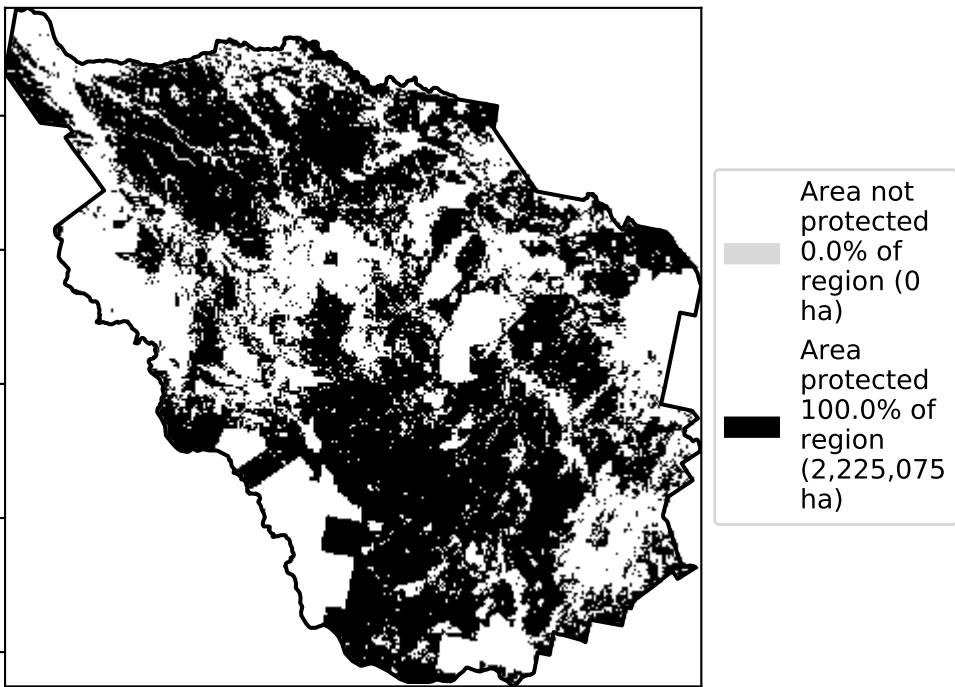 Area not
protected
0.0% of
region (0
ha)
Area
protected
100.0% of
region
(2,225,075
ha)